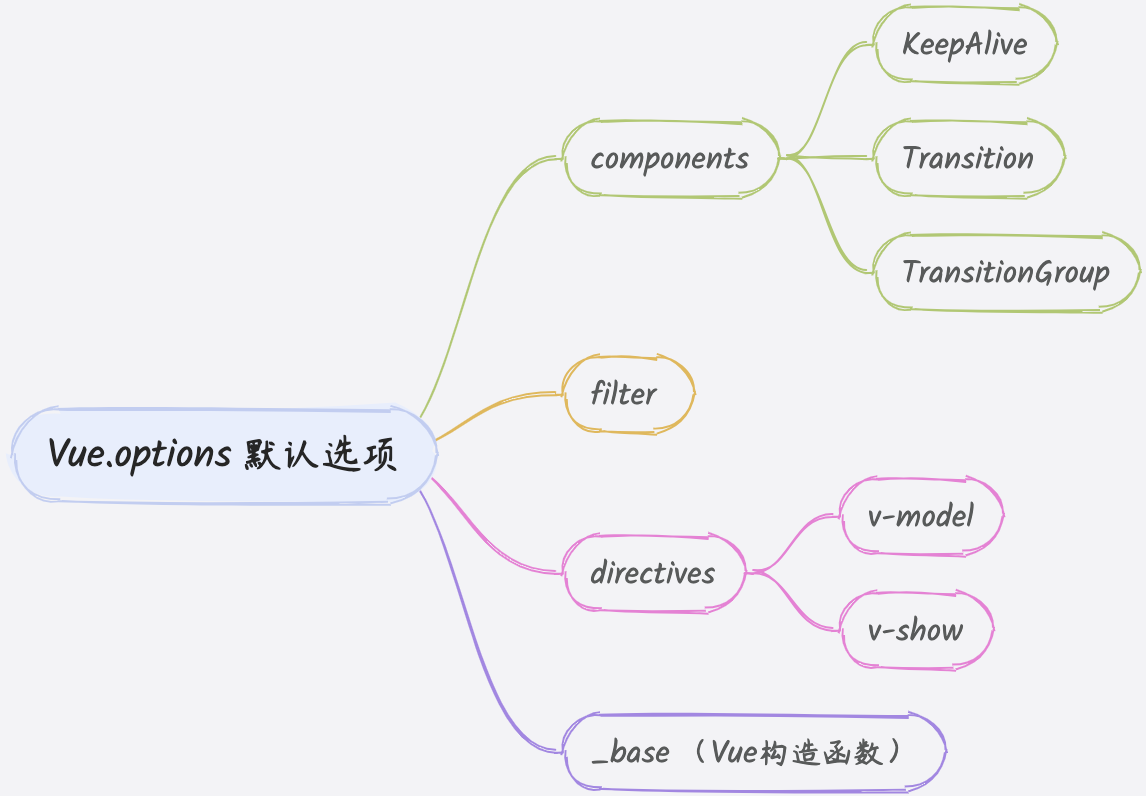 KeepAlive
components
Transition
TransitionGroup
filter
Vue.options 默认选项
v-model
directives
v-show
_base （Vue构造函数）